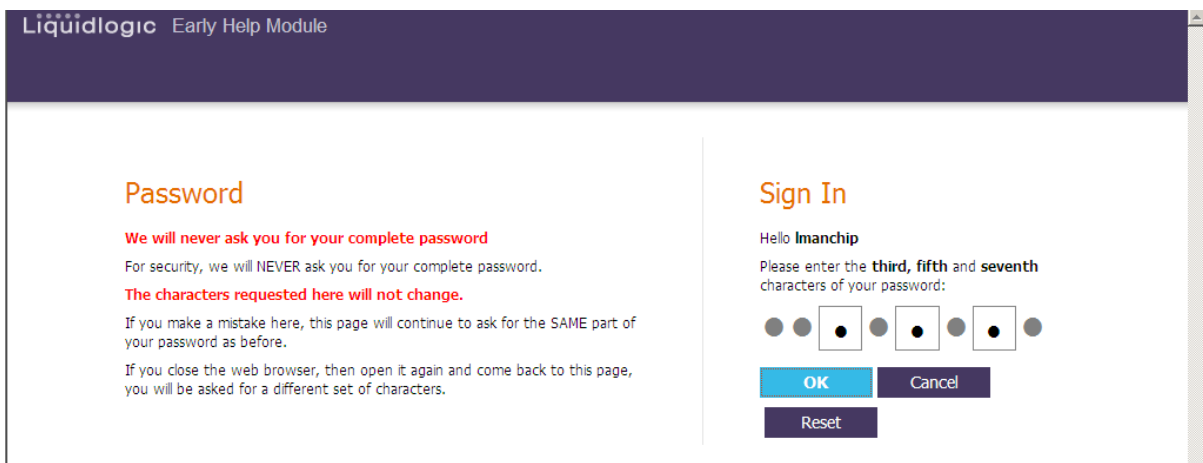 Liquidlogic Early Help Module
Password
We will never ask you for your complete password
For security, we will NEVER ask you for your complete password.
The characters requested here will not change.
If you make a mistake here, this page will continue to ask for the SAME part of
your password as before.
If you close the web browser, then open it again and come back to this page,
you will be asked for a different set of characters.
Sign In
Hello lmanchip
Please enter the third, fifth and seventh
characters of your password:
OK Cancel
Reset